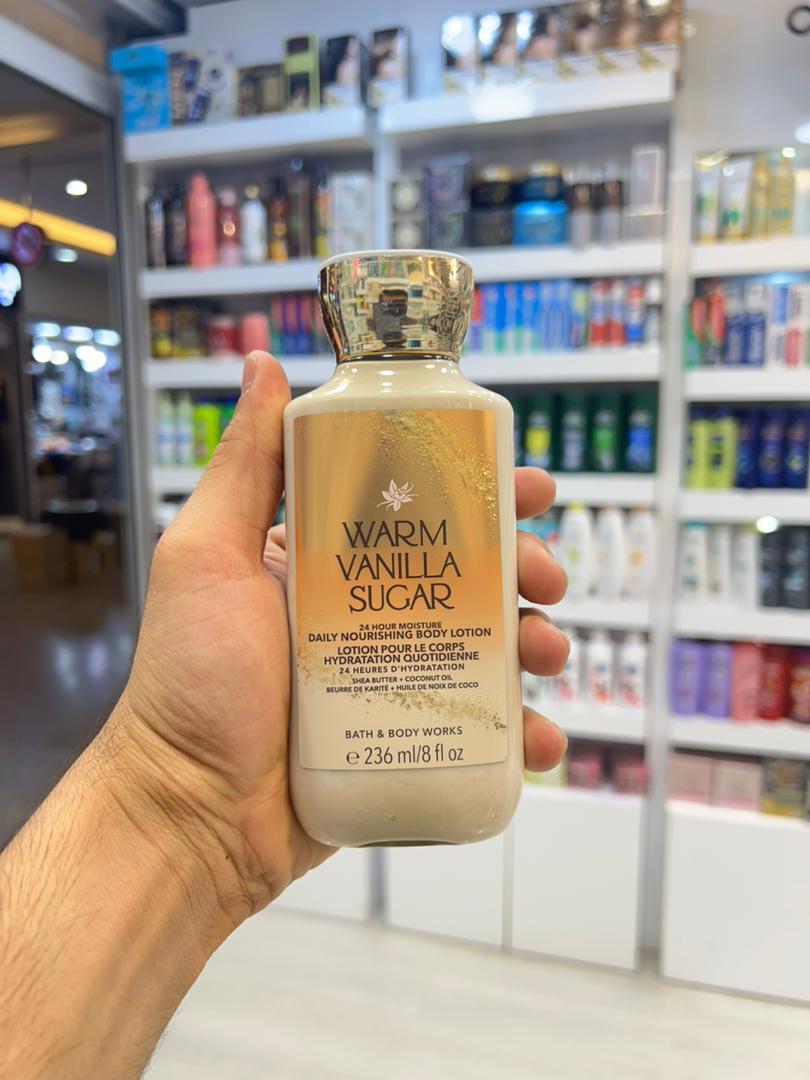 WARM
VANILLA
SUGAR
24 HOUR MOISTURE
DAILY NOURISHING BODY LOTION
LOTION POUR LE CORPS
HYDRATATION QUOTIDIENNE
24 HEURES D'HYDRATATION
SHEA BUTTER + COCONUT OIL
BEURRE DE KARITÉ + HUILE DE NOIX DE COCO
BATH & BODY WORKS
℮ 236 ml/8 fl oz